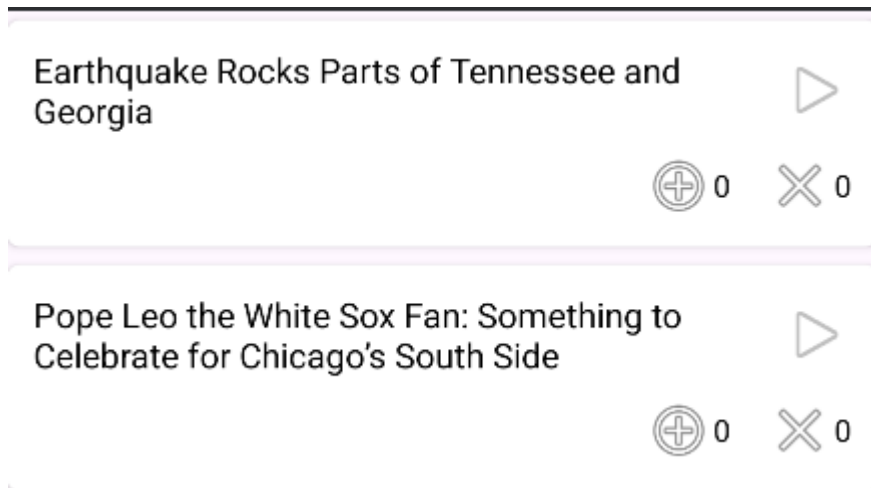 Earthquake Rocks Parts of Tennessee and
Georgia
0 0
Pope Leo the White Sox Fan: Something to
Celebrate for Chicago's South Side
0 0